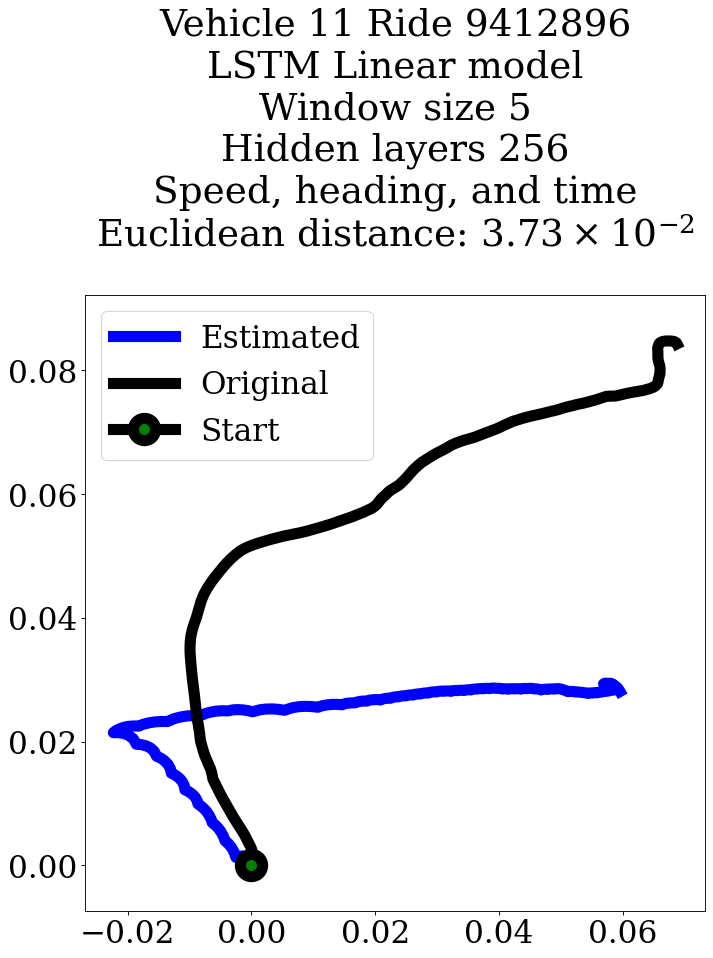 Vehicle 11 Ride 9412896
LSTM Linear model
Window size 5
Hidden layers 256
Speed, heading, and time
Euclidean distance: 3.73 × 10⁻²
Estimated
Original
Start
0.08
0.06
0.04
0.02
0.00
−0.02 0.00 0.02 0.04 0.06